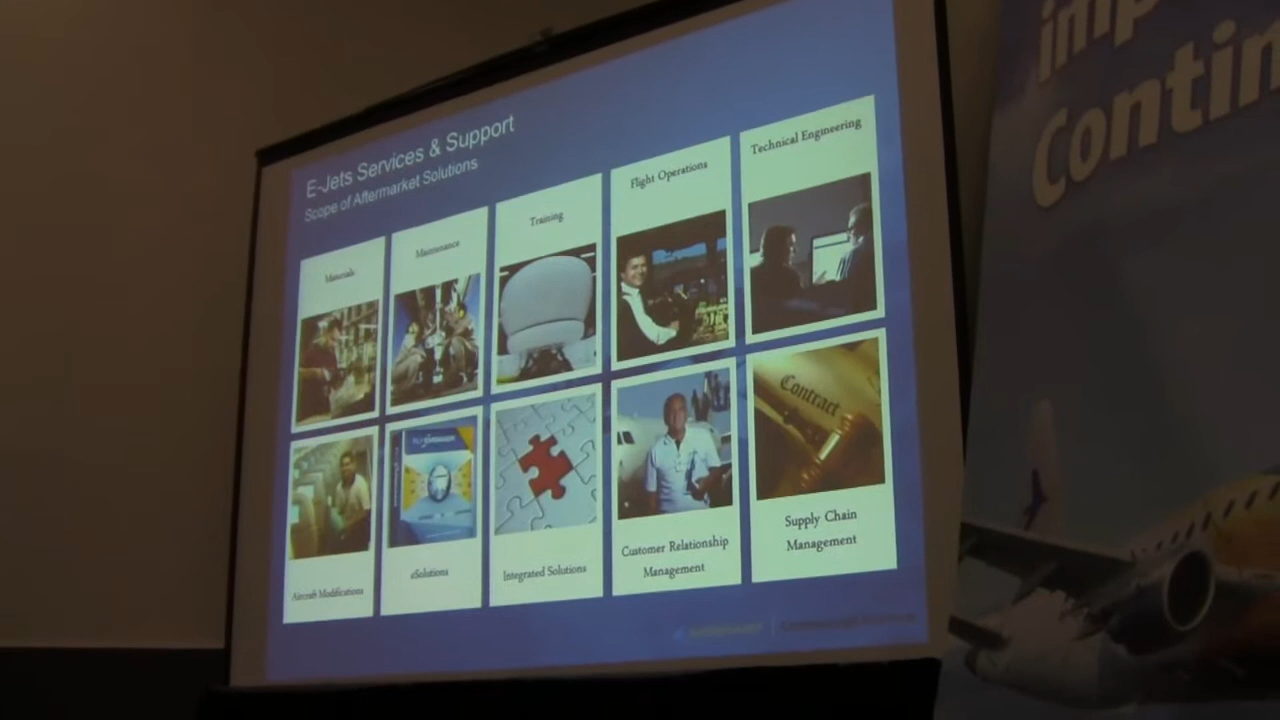 E-Jets Services & Support
Scope of Aftermarket Solutions
Materials
Maintenance
Training
Flight Operations
Technical Engineering
Contract
Aircraft Modifications
eSolutions
Integrated Solutions
Customer Relationship
Management
Supply Chain
Management
imp
Contin